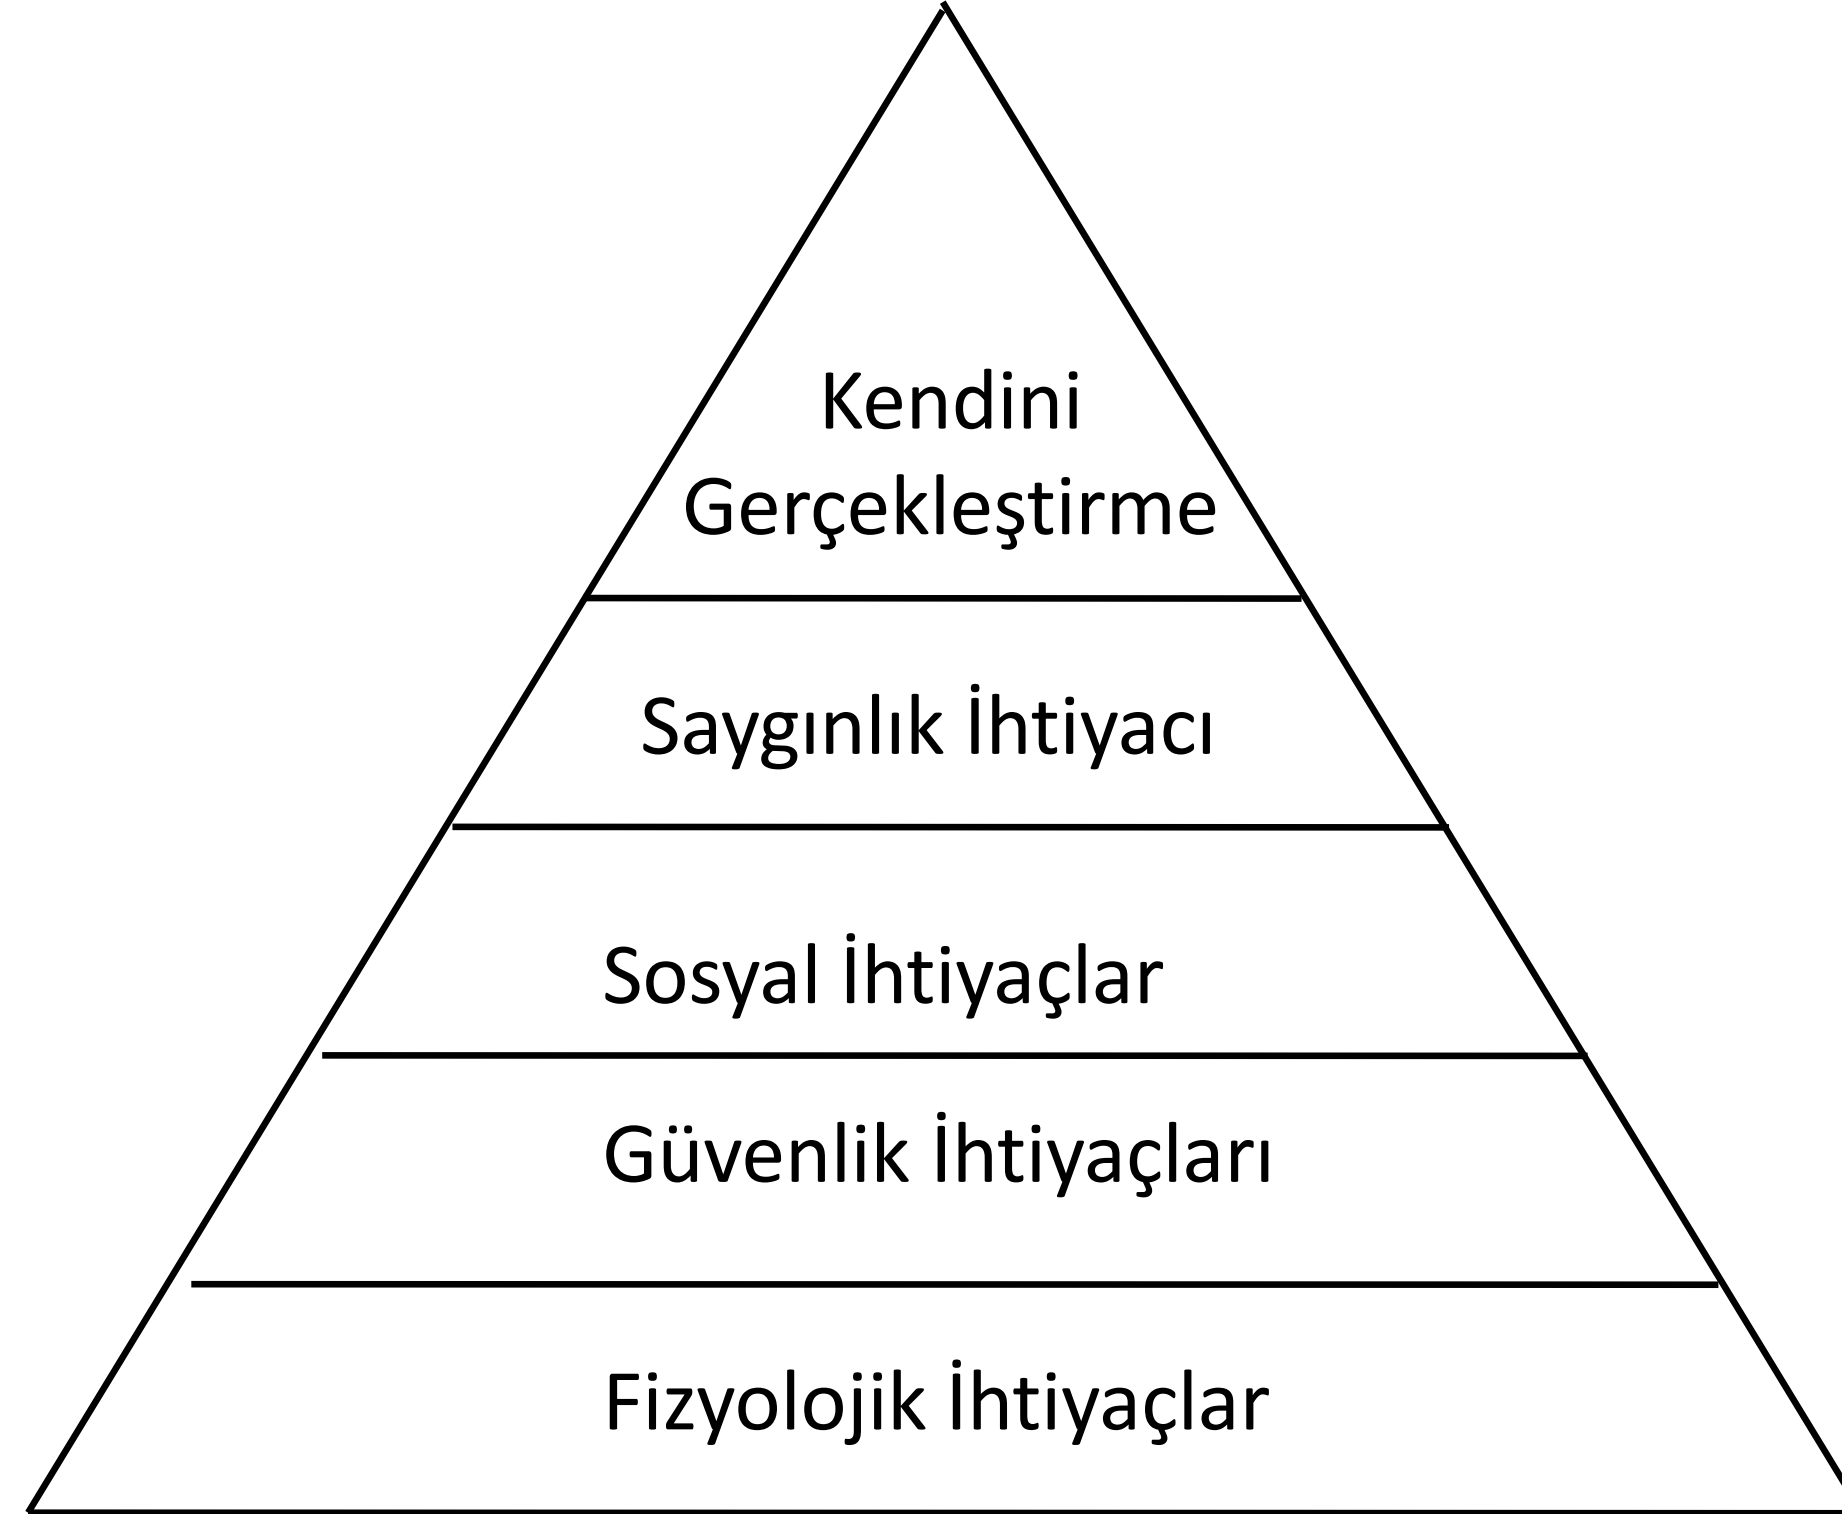 Kendini
Gerçekleştirme
Saygınlık İhtiyacı
Sosyal İhtiyaçlar
Güvenlik İhtiyaçları
Fizyolojik İhtiyaçlar